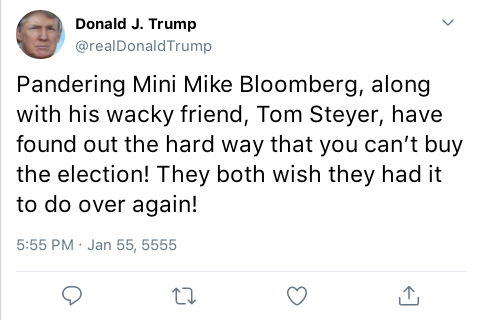 Donald J. Trump
@realDonaldTrump
Pandering Mini Mike Bloomberg, along
with his wacky friend, Tom Steyer, have
found out the hard way that you can’t buy
the election! They both wish they had it
to do over again!
5:55 PM · Jan 55, 5555